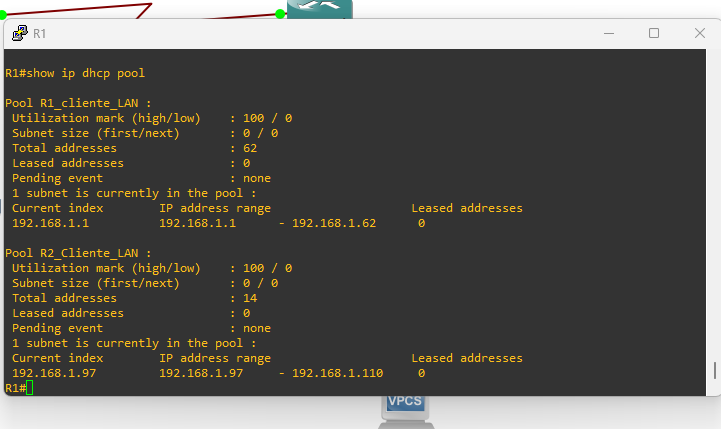 R1
R1#show ip dhcp pool
Pool R1_cliente_LAN :
Utilization mark (high/low)    : 100 / 0
Subnet size (first/next)       : 0 / 0
Total addresses                : 62
Leased addresses               : 0
Pending event                  : none
1 subnet is currently in the pool :
Current index        IP address range                    Leased addresses
192.168.1.1          192.168.1.1      - 192.168.1.62      0
Pool R2_Cliente_LAN :
Utilization mark (high/low)    : 100 / 0
Subnet size (first/next)       : 0 / 0
Total addresses                : 14
Leased addresses               : 0
Pending event                  : none
1 subnet is currently in the pool :
Current index        IP address range                    Leased addresses
192.168.1.97         192.168.1.97     - 192.168.1.110     0
R1#
VPCS